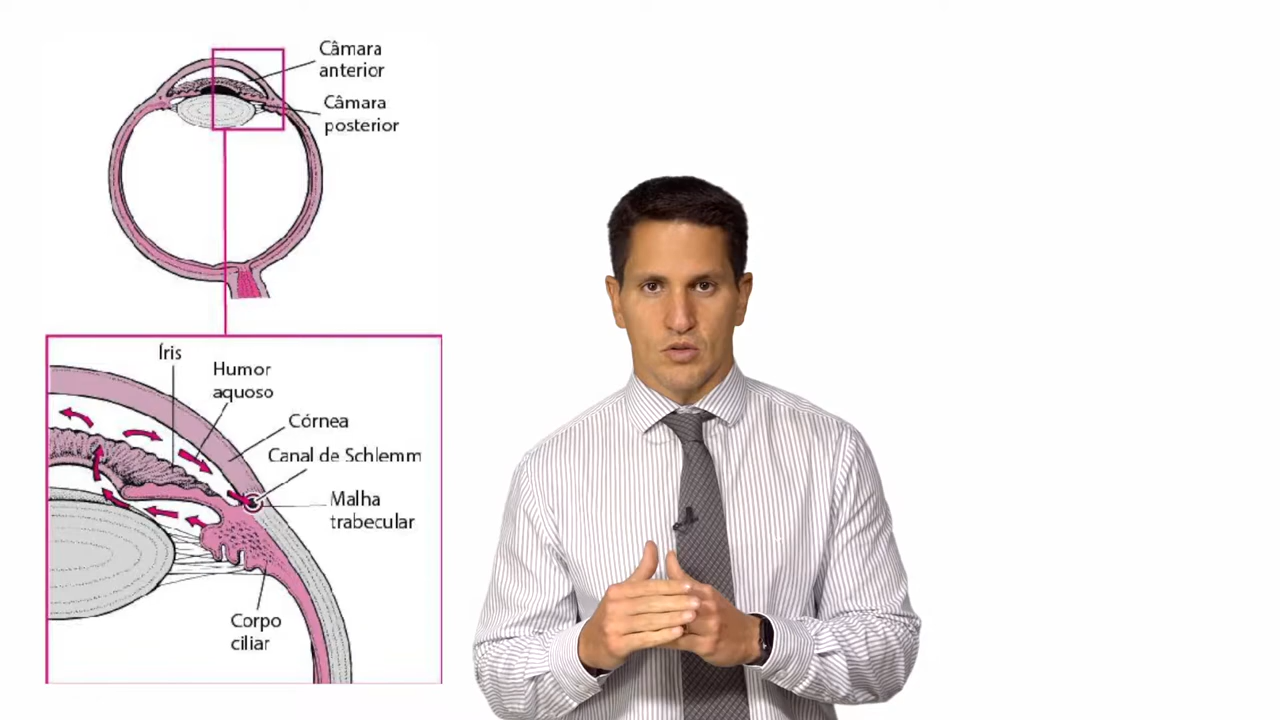 Câmara
anterior
Câmara
posterior
Íris
Humor
aquoso
Córnea
Canal de Schlemm
Malha
trabecular
Corpo
ciliar